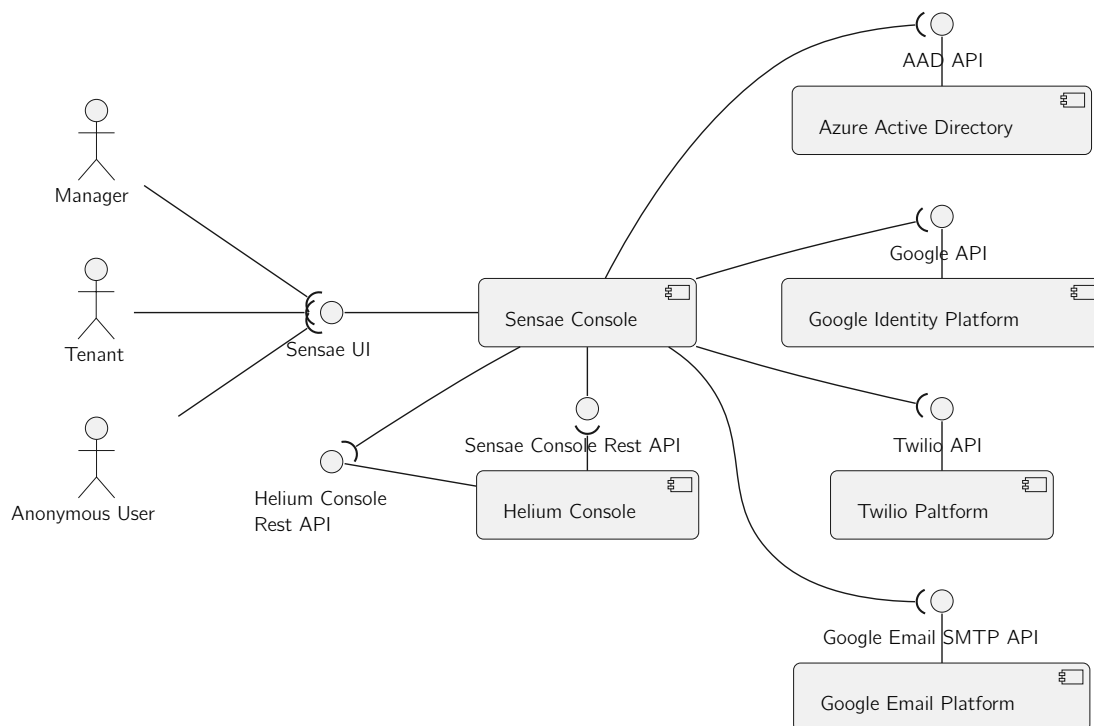 AAD API
Azure Active Directory
Manager
Google API
Sensae Console
Google Identity Platform
Tenant
Sensae UI
Sensae Console Rest API
Twilio API
Helium Console
Rest API
Helium Console
Twilio Paltform
Anonymous User
Google Email SMTP API
Google Email Platform